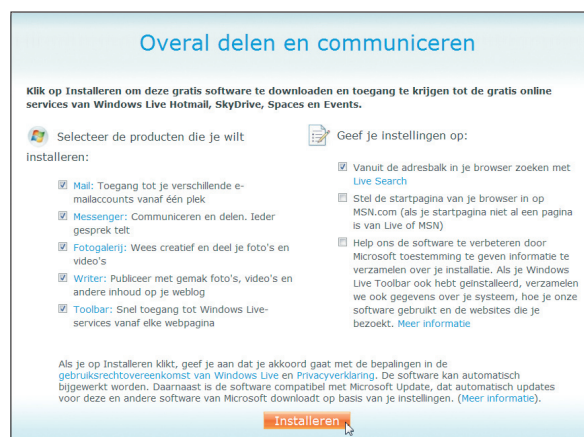 Overal delen en communiceren
Klik op Installeren om deze gratis software te downloaden en toegang te krijgen tot de gratis online
services van Windows Live Hotmail, SkyDrive, Spaces en Events.
Selecteer de producten die je wilt
installeren:
Mail: Toegang tot je verschillende e-
mailaccounts vanaf één plek
Messenger: Communiceren en delen. Ieder
gesprek telt
Fotogalerij: Wees creatief en deel je foto's en
video's
Writer: Publiceer met gemak foto's, video's en
andere inhoud op je weblog
Toolbar: Snel toegang tot Windows Live-
services vanaf elke webpagina
Geef je instellingen op:
Vanuit de adresbalk in je browser zoeken met
Live Search
Stel de startpagina van je browser in op
MSN.com (als je startpagina niet al een pagina
is van Live of MSN)
Help ons de software te verbeteren door
Microsoft toestemming te geven informatie te
verzamelen over je installatie. Als je Windows
Live Toolbar ook hebt geïnstalleerd, verzamelen
we ook gegevens over je systeem, hoe je onze
software gebruikt en de websites die je
bezoekt. Meer informatie
Als je op Installeren klikt, geef je aan dat je akkoord gaat met de bepalingen in de
gebruiksrechtovereenkomst van Windows Live en Privacyverklaring. De software kan automatisch
bijgewerkt worden. Daarnaast is de software compatibel met Microsoft Update, dat automatisch updates
voor deze en andere software van Microsoft downloadt op basis van je instellingen. (Meer informatie).
Installeren